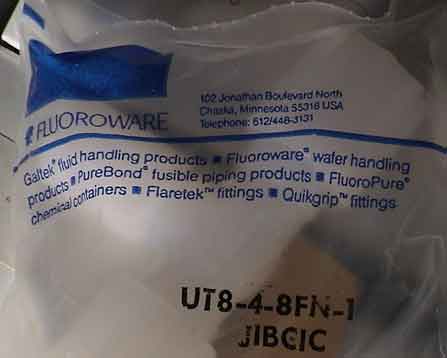 FLUOROWARE
102 Jonathan Boulevard North
Chaska, Minnesota 55318 USA
Telephone: 612/448-3131
Galtek® fluid handling products ■ Fluoroware® wafer handling
products ■ PureBond® fusible piping products ■ FluoroPure®
chemical containers ■ Flaretek™ fittings ■ Quikgrip™ fittings
UT8-4-8FN-1
JIBCIC